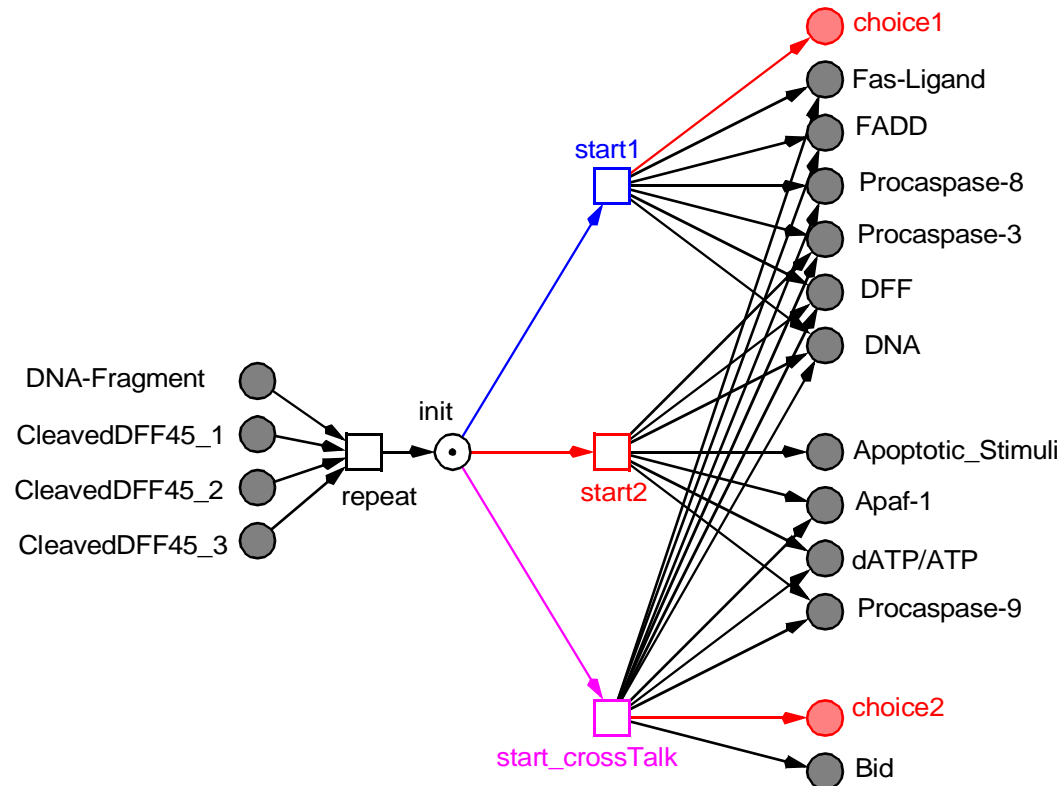 choice1
Fas-Ligand
FADD
start1
Procaspase-8
Procaspase-3
DFF
DNA
DNA-Fragment
init
CleavedDFF45_1
Apoptotic_Stimuli
CleavedDFF45_2
repeat
start2
Apaf-1
CleavedDFF45_3
dATP/ATP
Procaspase-9
choice2
start_crossTalk
Bid